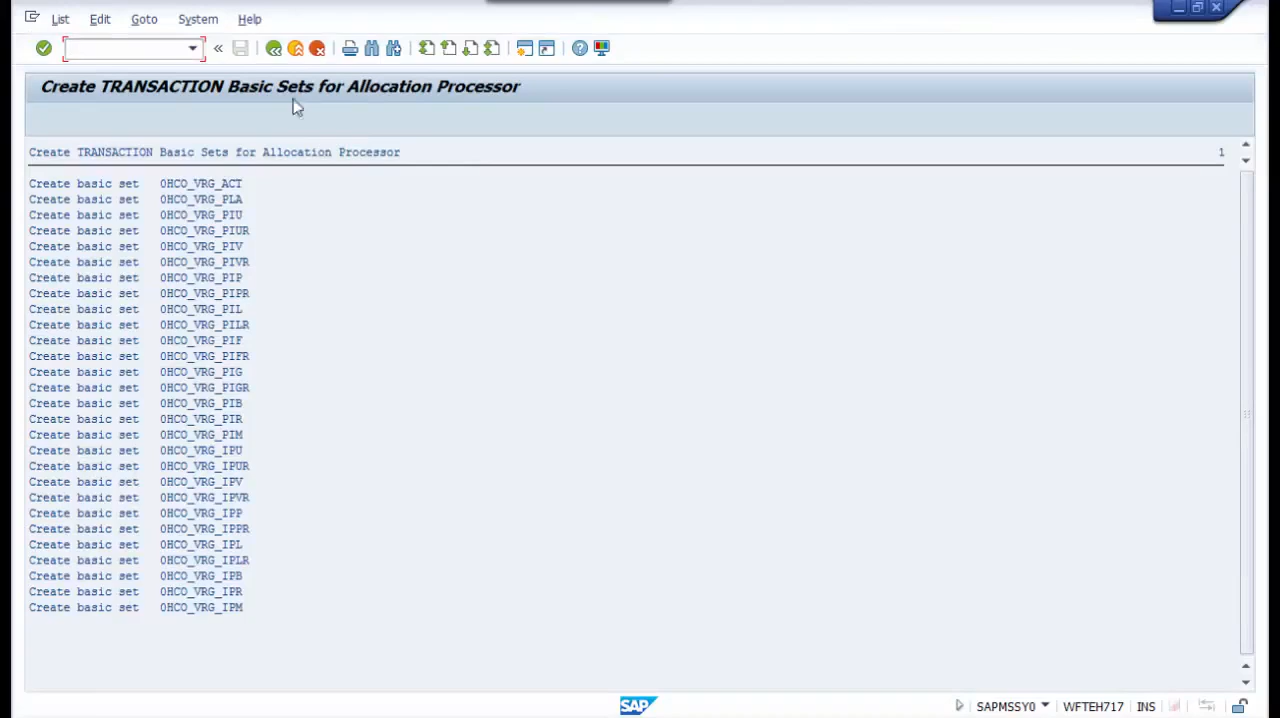 List Edit Goto System Help
Create TRANSACTION Basic Sets for Allocation Processor
Create TRANSACTION Basic Sets for Allocation Processor 1
Create basic set 0HCO_VRG_ACT
Create basic set 0HCO_VRG_PLA
Create basic set 0HCO_VRG_PIU
Create basic set 0HCO_VRG_PIUR
Create basic set 0HCO_VRG_PIV
Create basic set 0HCO_VRG_PIVR
Create basic set 0HCO_VRG_PIP
Create basic set 0HCO_VRG_PIPR
Create basic set 0HCO_VRG_PIL
Create basic set 0HCO_VRG_PILR
Create basic set 0HCO_VRG_PIF
Create basic set 0HCO_VRG_PIFR
Create basic set 0HCO_VRG_PIG
Create basic set 0HCO_VRG_PIGR
Create basic set 0HCO_VRG_PIB
Create basic set 0HCO_VRG_PIR
Create basic set 0HCO_VRG_PIM
Create basic set 0HCO_VRG_IPU
Create basic set 0HCO_VRG_IPUR
Create basic set 0HCO_VRG_IPV
Create basic set 0HCO_VRG_IPVR
Create basic set 0HCO_VRG_IPP
Create basic set 0HCO_VRG_IPPR
Create basic set 0HCO_VRG_IPL
Create basic set 0HCO_VRG_IPLR
Create basic set 0HCO_VRG_IPB
Create basic set 0HCO_VRG_IPR
Create basic set 0HCO_VRG_IPM
SAP SAPMSSY0 WFTEH717 INS